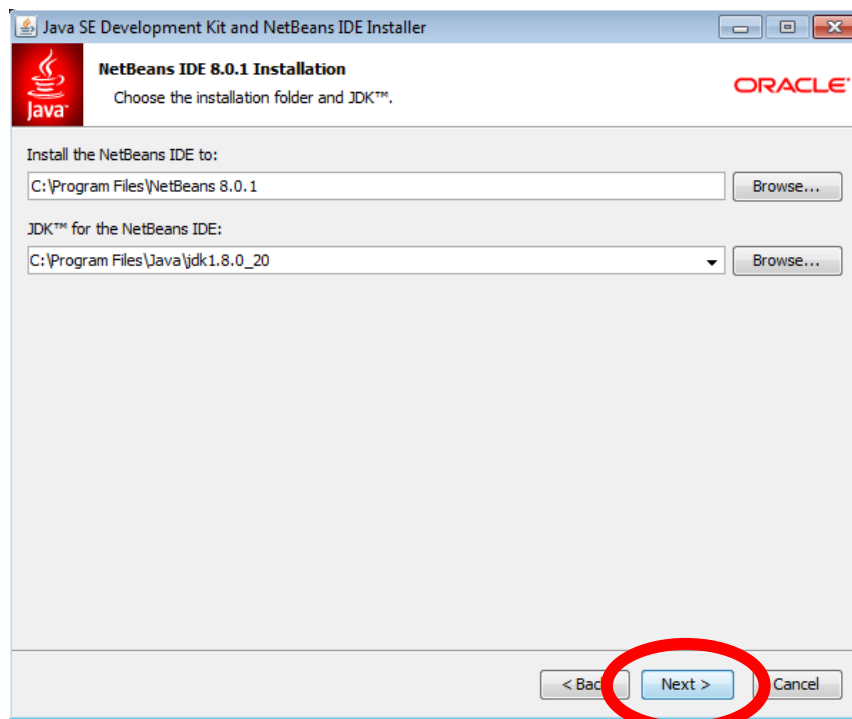 Java SE Development Kit and NetBeans IDE Installer
Java™
NetBeans IDE 8.0.1 Installation
Choose the installation folder and JDK™.
ORACLE
Install the NetBeans IDE to:
C:\Program Files\NetBeans 8.0.1 Browse...
JDK™ for the NetBeans IDE:
C:\Program Files\Java\jdk1.8.0_20 Browse...
< Bac Next > Cancel